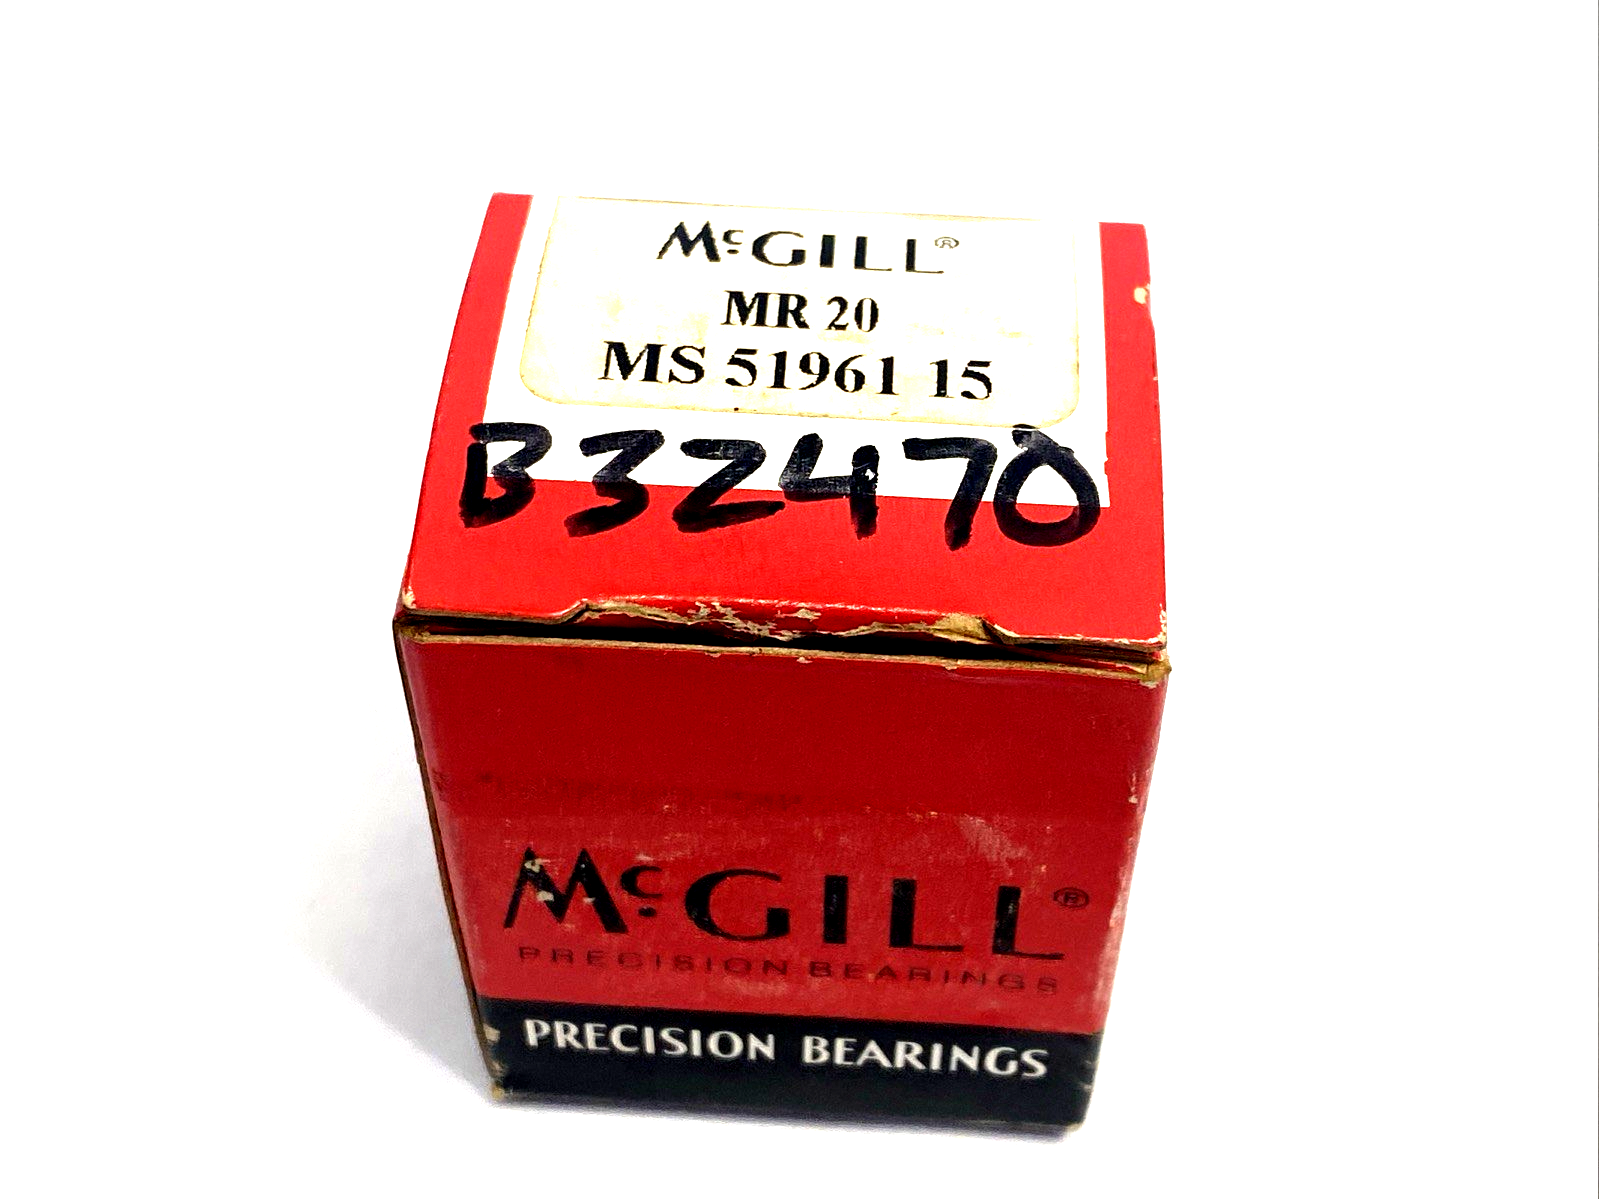 McGILL®
MR 20
MS 51961 15
B32470
McGILL®
PRECISION BEARINGS
PRECISION BEARINGS